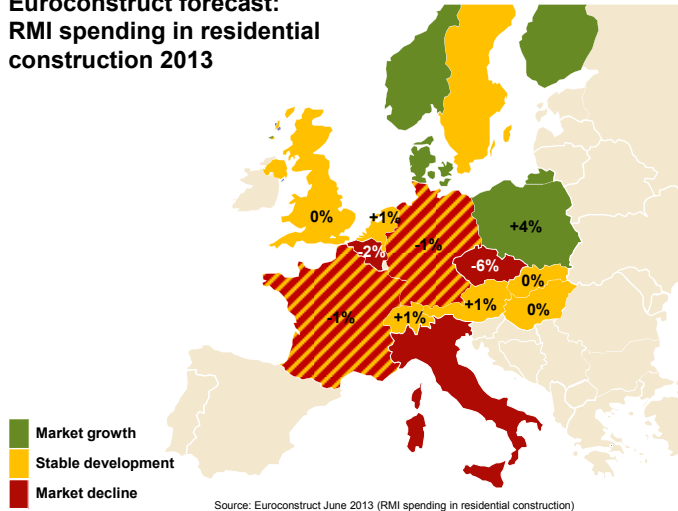 Euroconstruct forecast:
RMI spending in residential
construction 2013
0%
+1%
-2%
-1%
+4%
-6%
0%
+1%
0%
-1%
+1%
Market growth
Stable development
Market decline
Source: Euroconstruct June 2013 (RMI spending in residential construction)